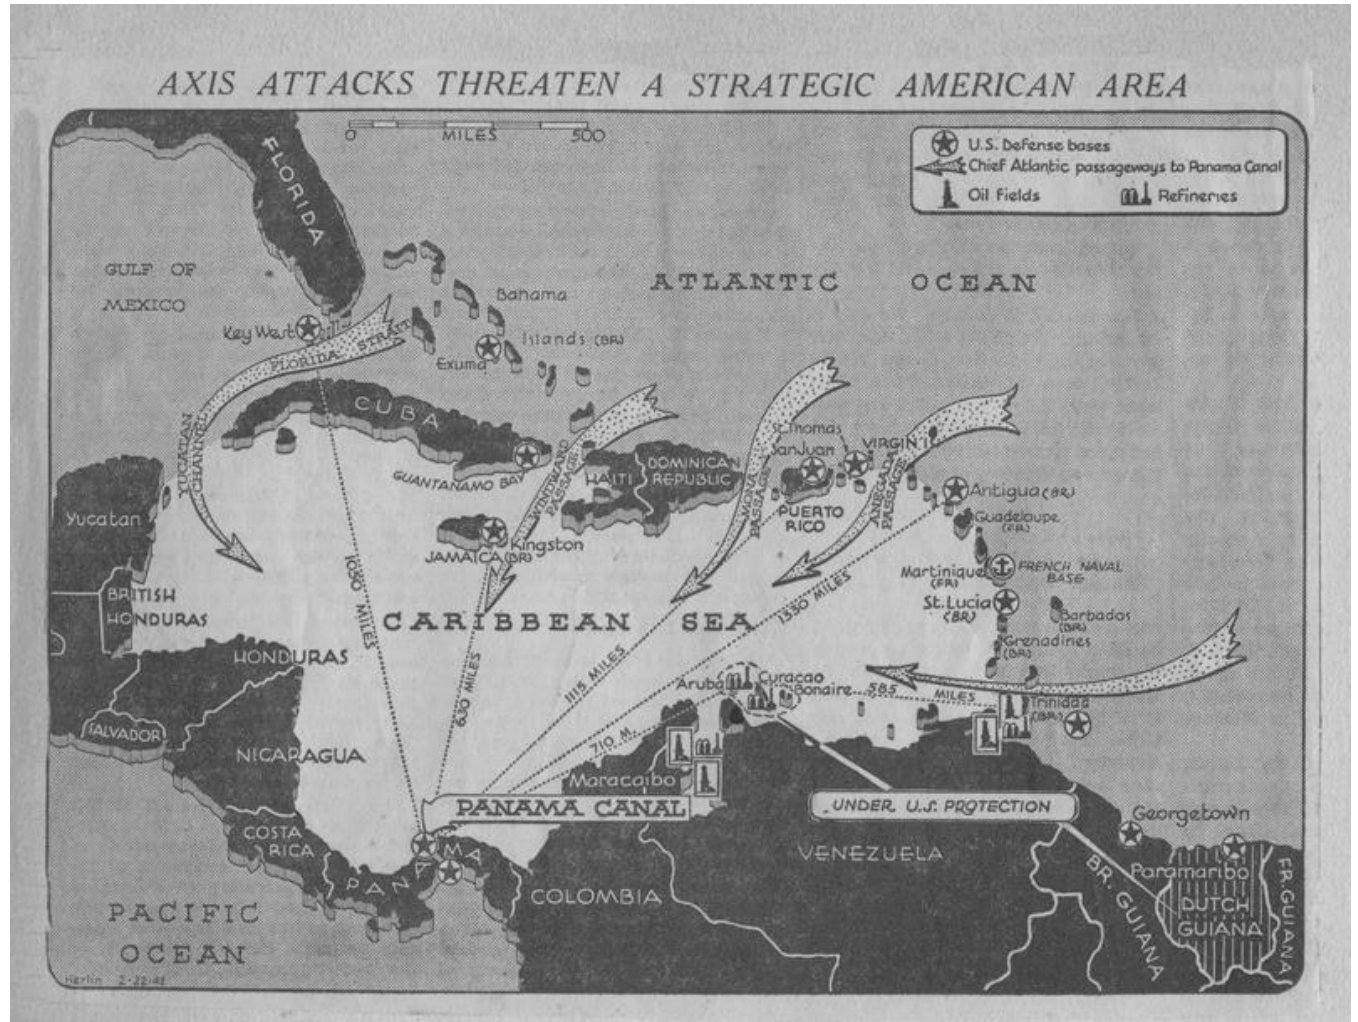 AXIS ATTACKS THREATEN A STRATEGIC AMERICAN AREA
0 MILES 500
U.S. Defense bases
Chief Atlantic passageways to Panama Canal
Oil Fields
Refineries
FLORIDA
GULF OF
MEXICO
ATLANTIC OCEAN
Bahama
Islands (BR)
Key West
FLORIDA STRAIT
Exuma
CUBA
YUCATAN
CHANNEL
St. Thomas
San Juan
VIRGIN I.
GUANTANAMO BAY
WINDWARD
PASSAGE
HAITI
DOMINICAN
REPUBLIC
MONA
PASSAGE
PUERTO
RICO
ANEGADA
PASSAGE
Antigua (BR)
Guadeloupe
(FR)
Yucatan
Kingston
JAMAICA (BR)
Martinique
(FR)
FRENCH NAVAL
BASE
BRITISH
HONDURAS
1050 MILES
CARIBBEAN SEA
1330 MILES
St. Lucia
(BR)
Barbados
(BR)
Grenadines
(BR)
HONDURAS
630 MILES
1115 MILES
Aruba
Curaçao
Bonaire
585 MILES
Trinidad
(BR)
SALVADOR
NICARAGUA
710 M.
Maracaibo
PANAMA CANAL
UNDER U.S. PROTECTION
Georgetown
COSTA
RICA
PANAMA
VENEZUELA
COLOMBIA
BR. GUIANA
Paramaribo
DUTCH
GUIANA
FR. GUIANA
PACIFIC
OCEAN
2-22-42